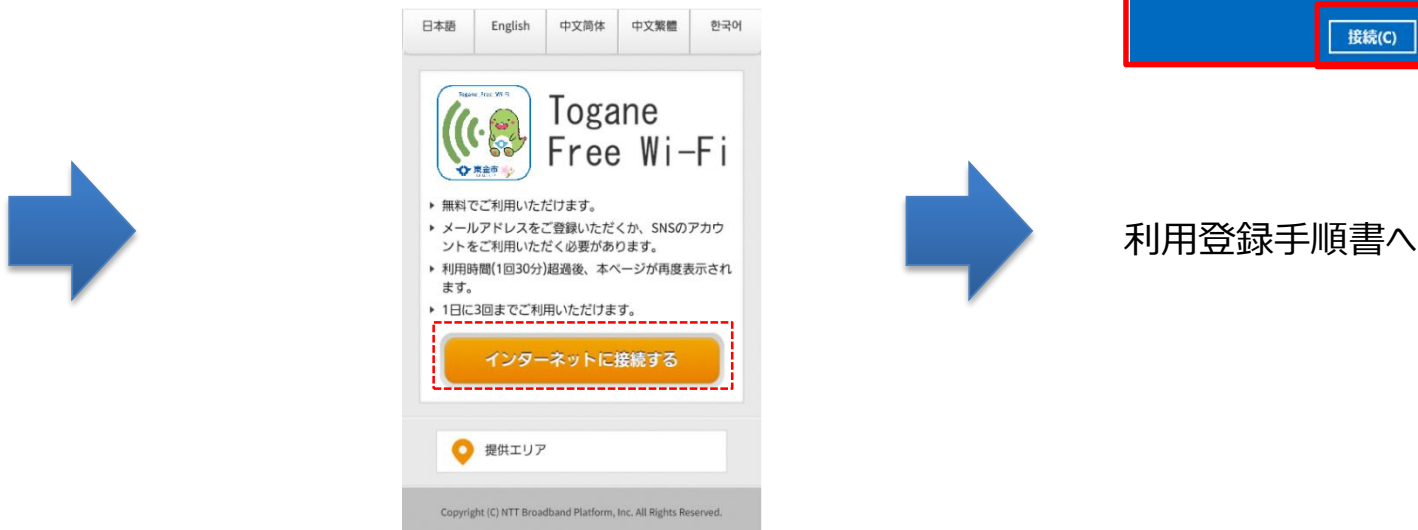 接続(C)
日本語 English 中文简体 中文繁體 한국어
Togane Free Wi-Fi
東金市
Togane
Free Wi-Fi
無料でご利用いただけます。
メールアドレスをご登録いただくか、SNSのアカウ
ントをご利用いただく必要があります。
利用時間(1回30分)超過後、本ページが再度表示され
ます。
1日に3回までご利用いただけます。
インターネットに接続する
提供エリア
Copyright (C) NTT Broadband Platform, Inc. All Rights Reserved.
利用登録手順書へ